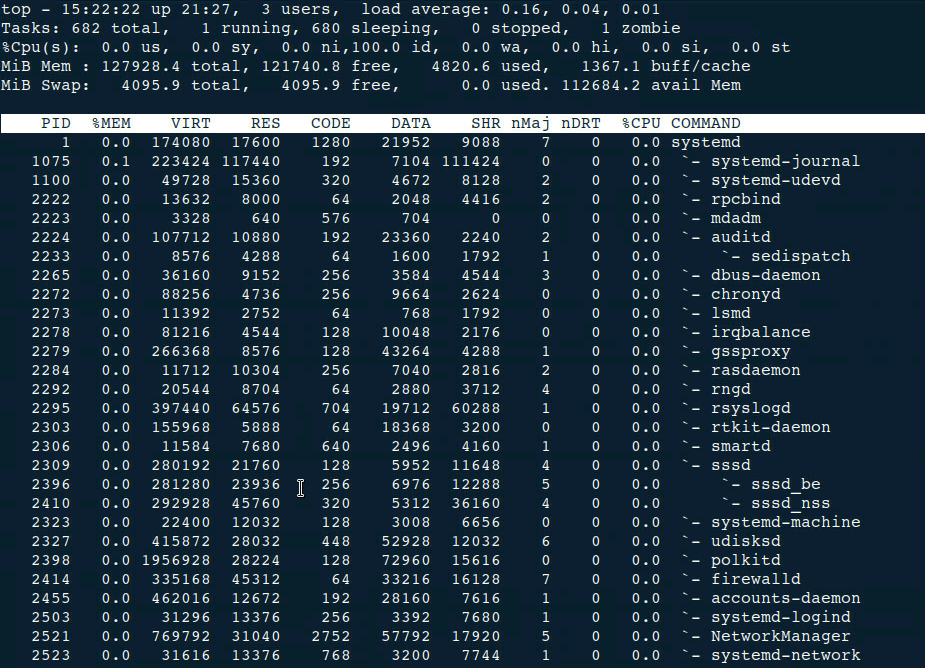 top - 15:22:22 up 21:27,  3 users,  load average: 0.16, 0.04, 0.01
Tasks: 682 total,   1 running, 680 sleeping,   0 stopped,   1 zombie
%Cpu(s):  0.0 us,  0.0 sy,  0.0 ni,100.0 id,  0.0 wa,  0.0 hi,  0.0 si,  0.0 st
MiB Mem : 127928.4 total, 121740.8 free,   4820.6 used,   1367.1 buff/cache
MiB Swap:   4095.9 total,   4095.9 free,      0.0 used. 112684.2 avail Mem
PID  %MEM    VIRT    RES   CODE    DATA    SHR nMaj nDRT  %CPU COMMAND
1   0.0  174080  17600   1280   21952   9088    7    0   0.0 systemd
1075   0.1  223424 117440    192    7104 111424    0    0   0.0  `- systemd-journal
1100   0.0   49728  15360    320    4672   8128    2    0   0.0  `- systemd-udevd
2222   0.0   13632   8000     64    2048   4416    2    0   0.0  `- rpcbind
2223   0.0    3328    640    576     704      0    0    0   0.0  `- mdadm
2224   0.0  107712  10880    192   23360   2240    2    0   0.0  `- auditd
2233   0.0    8576   4288     64    1600   1792    1    0   0.0      `- sedispatch
2265   0.0   36160   9152    256    3584   4544    3    0   0.0  `- dbus-daemon
2272   0.0   88256   4736    256    9664   2624    0    0   0.0  `- chronyd
2273   0.0   11392   2752     64     768   1792    0    0   0.0  `- lsmd
2278   0.0   81216   4544    128   10048   2176    0    0   0.0  `- irqbalance
2279   0.0  266368   8576    128   43264   4288    1    0   0.0  `- gssproxy
2284   0.0   11712  10304    256    7040   2816    2    0   0.0  `- rasdaemon
2292   0.0   20544   8704     64    2880   3712    4    0   0.0  `- rngd
2295   0.0  397440  64576    704   19712  60288    1    0   0.0  `- rsyslogd
2303   0.0  155968   5888     64   18368   3200    0    0   0.0  `- rtkit-daemon
2306   0.0   11584   7680    640    2496   4160    1    0   0.0  `- smartd
2309   0.0  280192  21760    128    5952  11648    4    0   0.0  `- sssd
2396   0.0  281280  23936    256    6976  12288    5    0   0.0      `- sssd_be
2410   0.0  292928  45760    320    5312  36160    4    0   0.0      `- sssd_nss
2323   0.0   22400  12032    128    3008   6656    0    0   0.0  `- systemd-machine
2327   0.0  415872  28032    448   52928  12032    6    0   0.0  `- udisksd
2398   0.0 1956928  28224    128   72960  15616    0    0   0.0  `- polkitd
2414   0.0  335168  45312     64   33216  16128    7    0   0.0  `- firewalld
2455   0.0  462016  12672    192   28160   7616    1    0   0.0  `- accounts-daemon
2503   0.0   31296  13376    256    3392   7680    1    0   0.0  `- systemd-logind
2521   0.0  769792  31040   2752   57792  17920    5    0   0.0  `- NetworkManager
2523   0.0   31616  13376    768    3200   7744    1    0   0.0  `- systemd-network